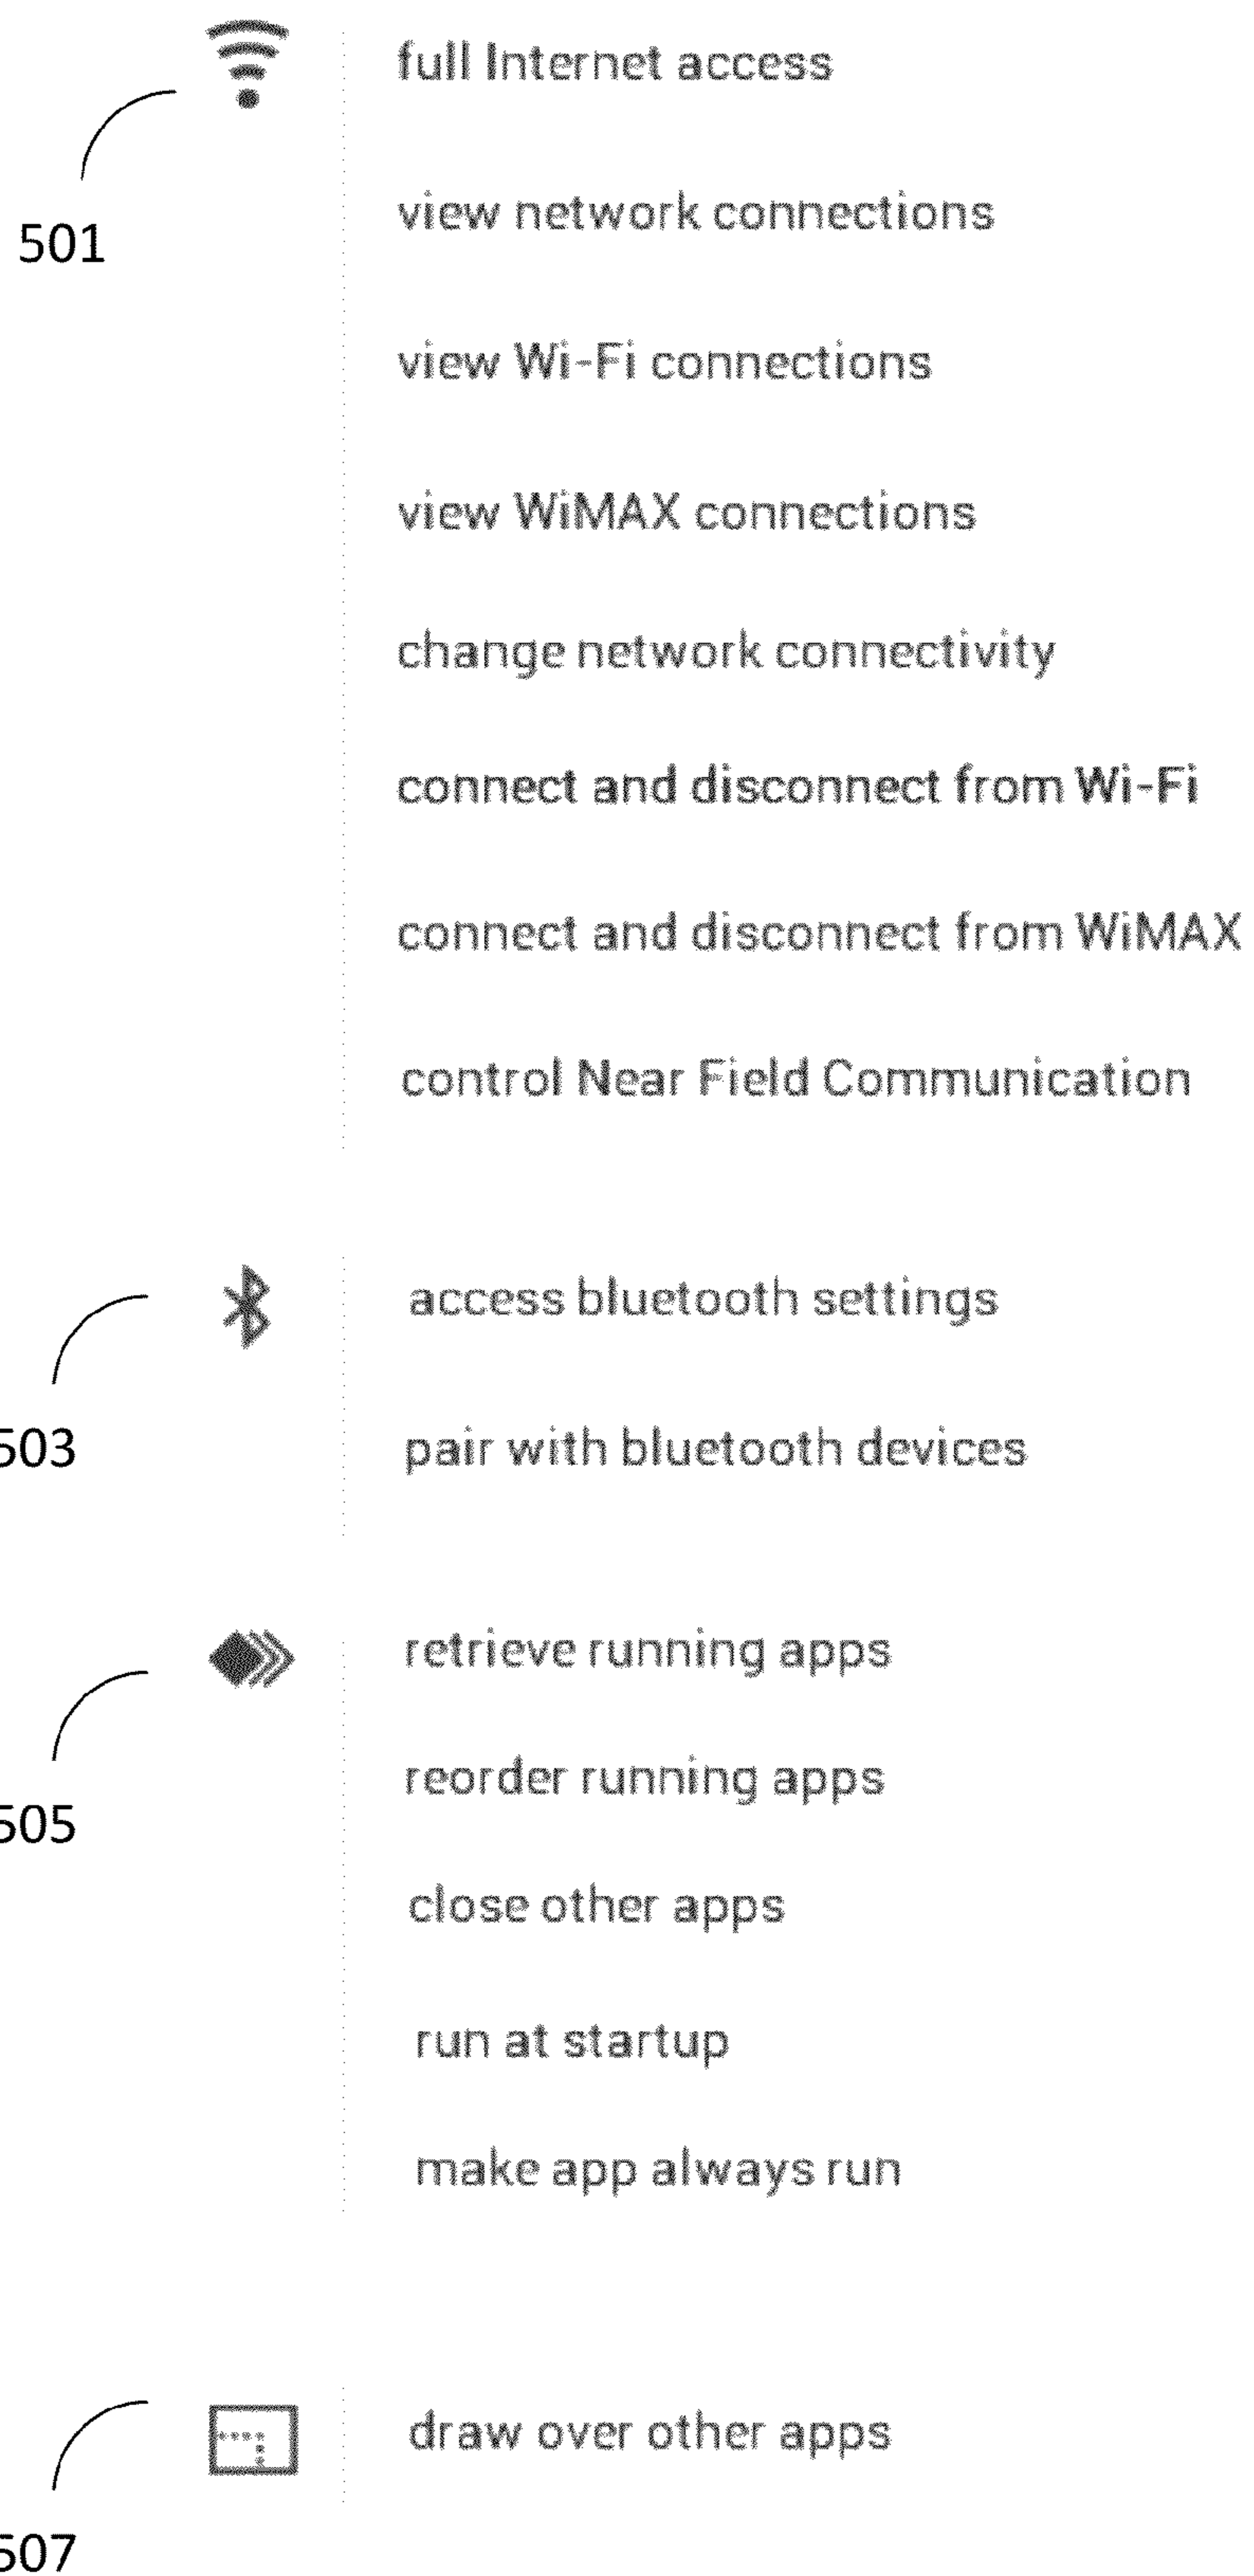 full Internet access
501
view network connections
view Wi-Fi connections
view WiMAX connections
change network connectivity
connect and disconnect from Wi-Fi
connect and disconnect from WiMAX
control Near Field Communication
access bluetooth settings
503
pair with bluetooth devices
retrieve running apps
505
reorder running apps
close other apps
run at startup
make app always run
draw over other apps
507